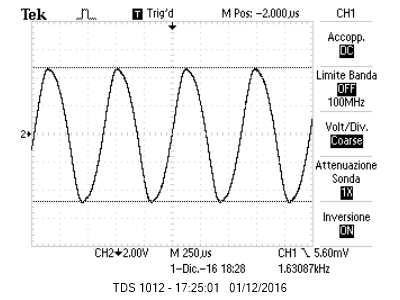 Tek T Trig'd M Pos: -2.000µs CH1
Accopp.
DC
Limite Banda
OFF
100MHz
2
Volt/Div.
Coarse
Attenuazione
Sonda
1X
Inversione
ON
CH2 2.00V M 250µs CH1 5.60mV
1-Dic.-16 18:28 1.63087kHz
TDS 1012 - 17:25:01 01/12/2016